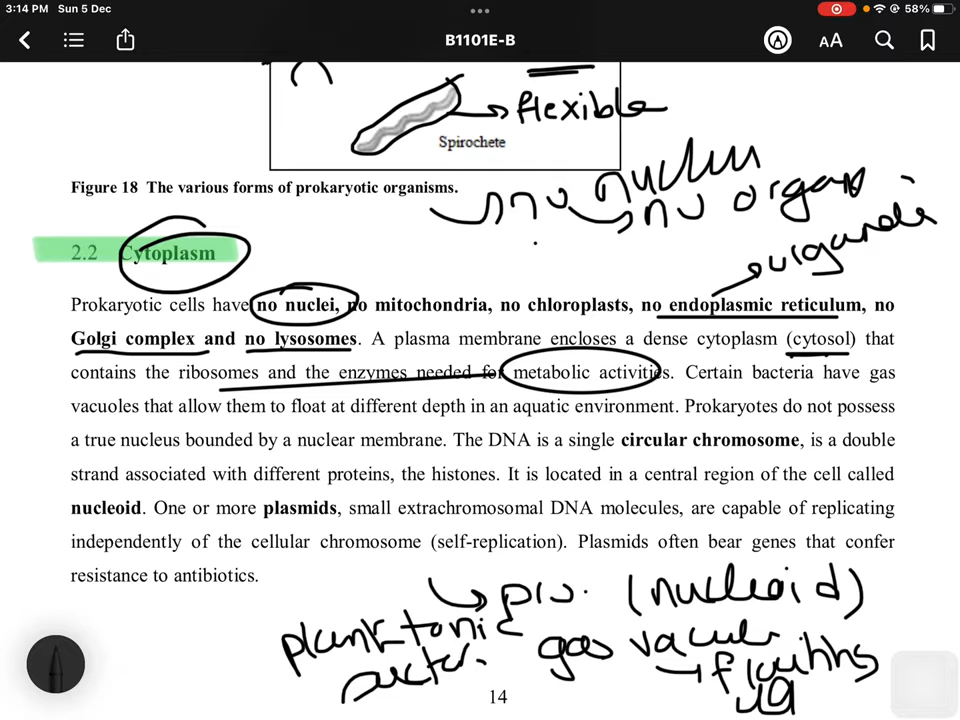 3:14 PM Sun 5 Dec 58%
B1101E-B
AA
flexible
Spirochete
Figure 18 The various forms of prokaryotic organisms.
no nucleus
no organ
2.2 Cytoplasm
Prokaryotic cells have no nuclei, no mitochondria, no chloroplasts, no endoplasmic reticulum, no
Golgi complex and no lysosomes. A plasma membrane encloses a dense cytoplasm (cytosol) that
contains the ribosomes and the enzymes needed for metabolic activities. Certain bacteria have gas
vacuoles that allow them to float at different depth in an aquatic environment. Prokaryotes do not possess
a true nucleus bounded by a nuclear membrane. The DNA is a single circular chromosome, is a double
strand associated with different proteins, the histones. It is located in a central region of the cell called
nucleoid. One or more plasmids, small extrachromosomal DNA molecules, are capable of replicating
independently of the cellular chromosome (self-replication). Plasmids often bear genes that confer
resistance to antibiotics.
pro. (nucleoid)
planktonic gas
14